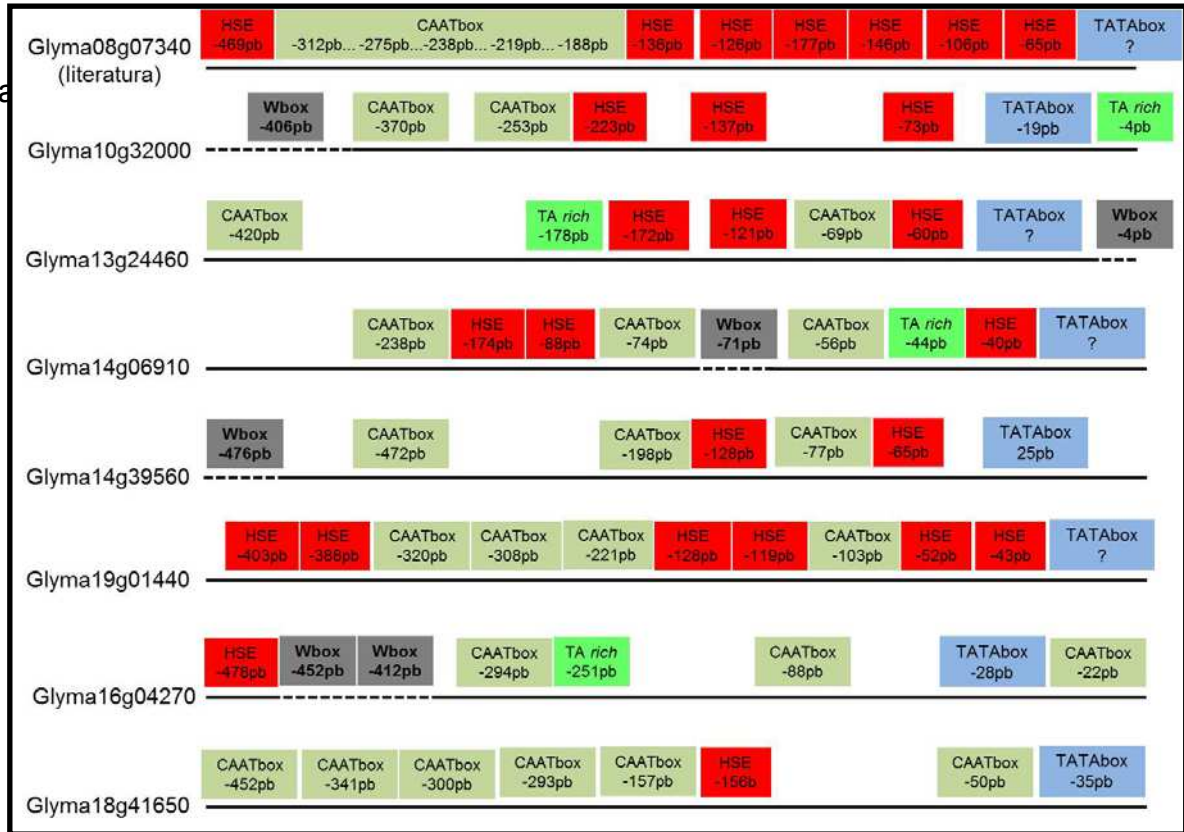 HSE CAATbox HSE HSE HSE HSE HSE HSE TATAbox
Glyma08g07340 -469pb -312pb... -275pb...-238pb...-219pb... -188pb -136pb -126pb -177pb -146pb -106pb -65pb ?
(literatura)
a
Wbox CAATbox CAATbox HSE HSE HSE TATAbox TA rich
-406pb -370pb -253pb -223pb -137pb -73pb -19pb -4pb
Glyma10g32000
CAATbox TA rich HSE HSE CAATbox HSE TATAbox Wbox
-420pb -178pb -172pb -121pb -69pb -60pb ? -4pb
Glyma13g24460
CAATbox HSE HSE CAATbox Wbox CAATbox TA rich HSE TATAbox
-238pb -174pb -88pb -74pb -71pb -56pb -44pb -40pb ?
Glyma14g06910
Wbox CAATbox CAATbox HSE CAATbox HSE TATAbox
-476pb -472pb -198pb -128pb -77pb -65pb 25pb
Glyma14g39560
HSE HSE CAATbox CAATbox CAATbox HSE HSE CAATbox HSE HSE TATAbox
-403pb -388pb -320pb -308pb -221pb -128pb -119pb -103pb -52pb -43pb ?
Glyma19g01440
HSE Wbox Wbox CAATbox TA rich CAATbox TATAbox CAATbox
-478pb -452pb -412pb -294pb -251pb -88pb -28pb -22pb
Glyma16g04270
CAATbox CAATbox CAATbox CAATbox CAATbox HSE CAATbox TATAbox
-452pb -341pb -300pb -293pb -157pb -156b -50pb -35pb
Glyma18g41650